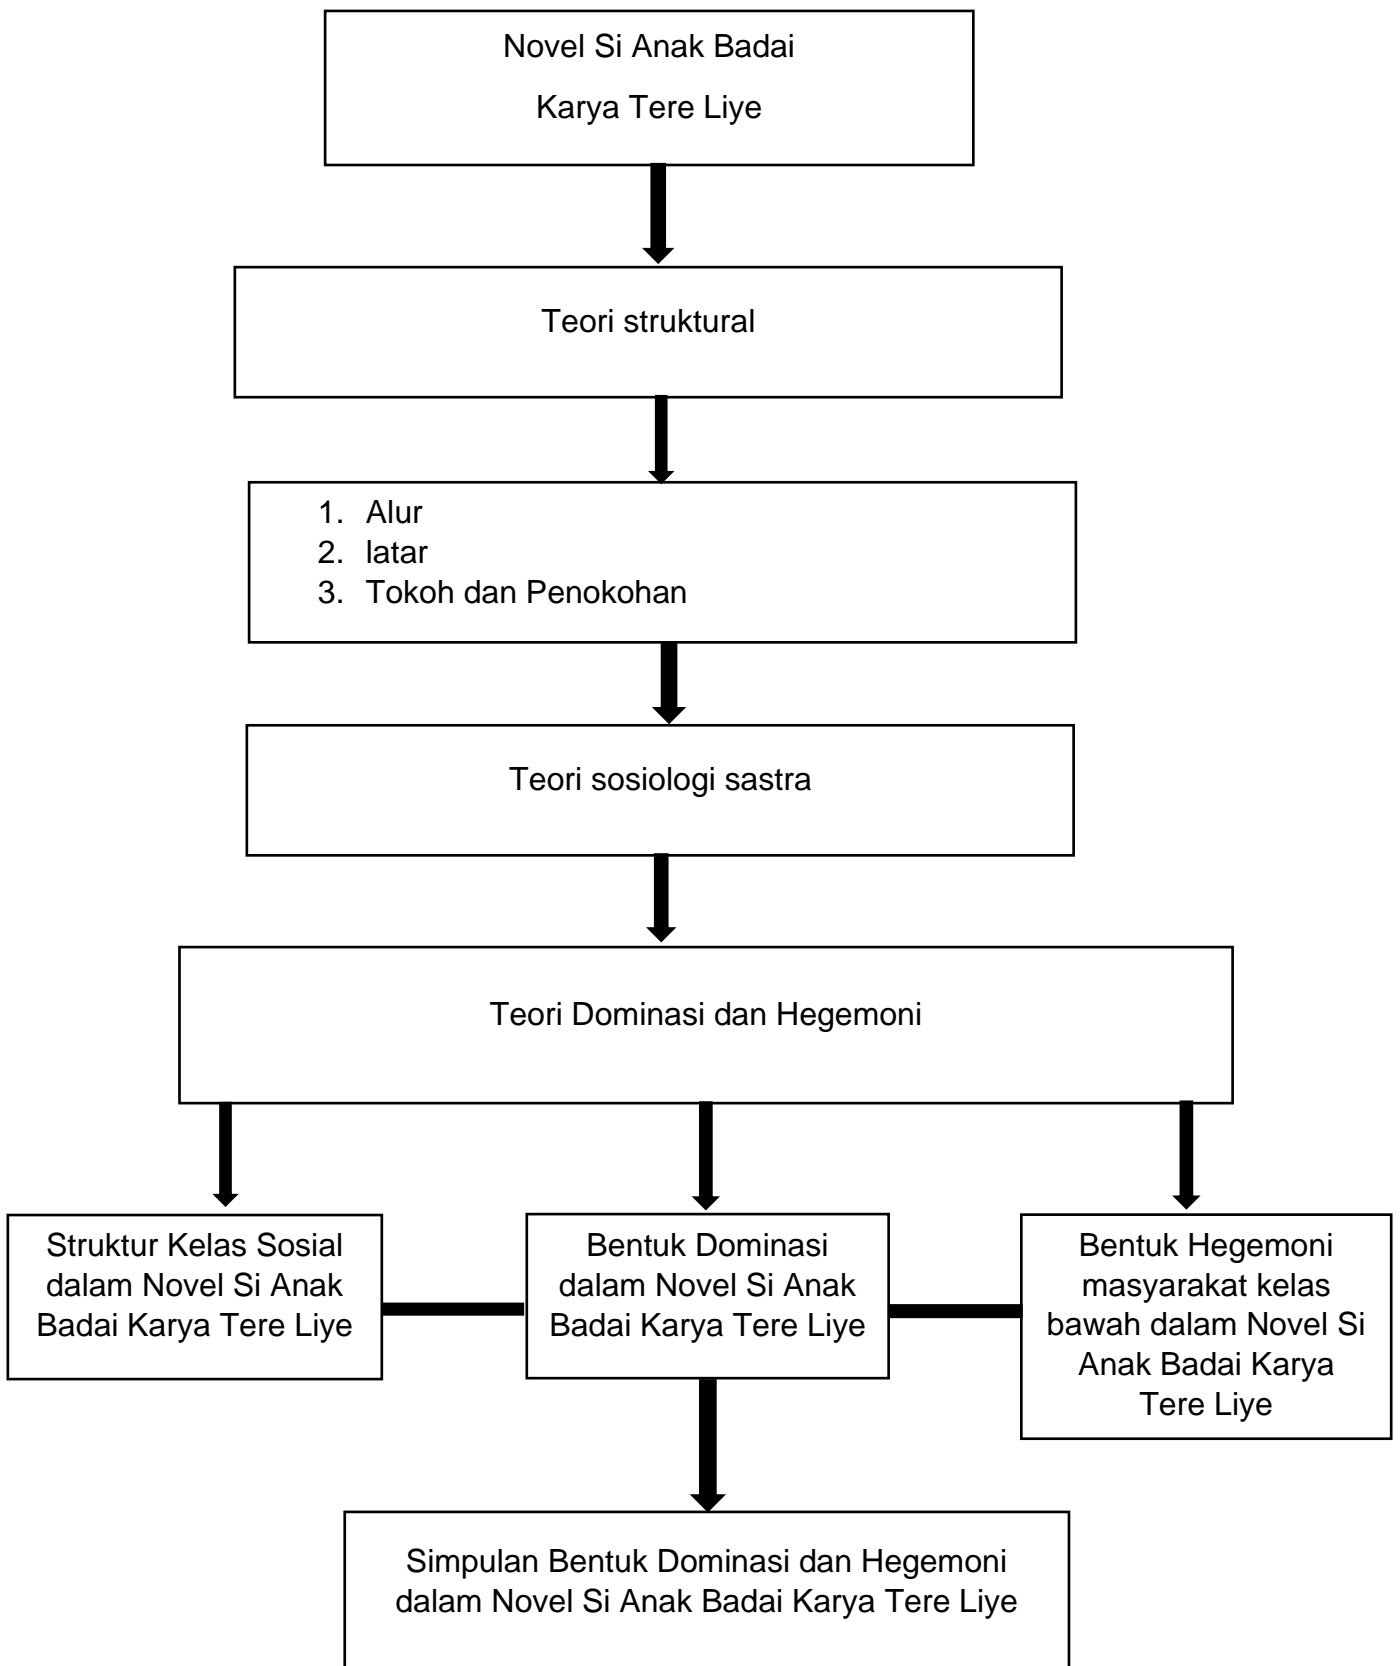 Novel Si Anak Badai
Karya Tere Liye
Teori struktural
1. Alur
2. latar
3. Tokoh dan Penokohan
Teori sosiologi sastra
Teori Dominasi dan Hegemoni
Struktur Kelas Sosial
dalam Novel Si Anak
Badai Karya Tere Liye
Bentuk Dominasi
dalam Novel Si Anak
Badai Karya Tere Liye
Bentuk Hegemoni
masyarakat kelas
bawah dalam Novel Si
Anak Badai Karya
Tere Liye
Simpulan Bentuk Dominasi dan Hegemoni
dalam Novel Si Anak Badai Karya Tere Liye